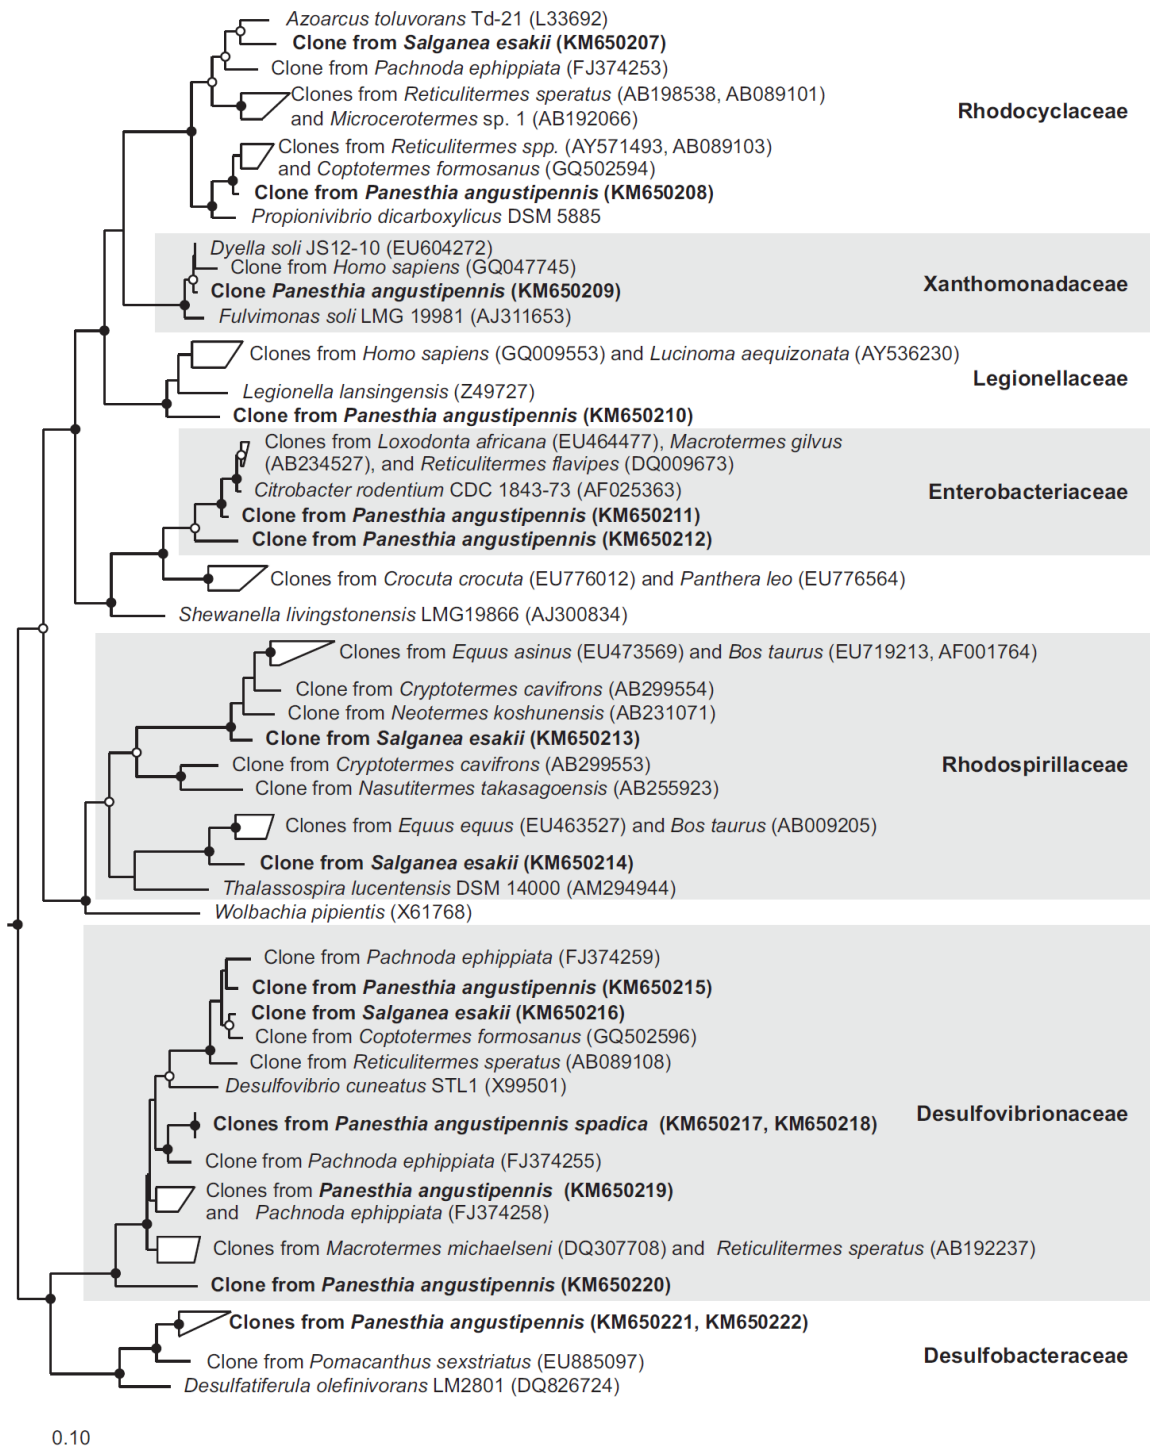 Azoarcus toluvorans Td-21 (L33692)
Clone from Salganea esakii (KM650207)
Clone from Pachnoda ephippiata (FJ374253)
Clones from Reticulitermes speratus (AB198538, AB089101)
and Microcerotermes sp. 1 (AB192066)
Rhodocyclaceae
Clones from Reticulitermes spp. (AY571493, AB089103)
and Coptotermes formosanus (GQ502594)
Clone from Panesthia angustipennis (KM650208)
Propionivibrio dicarboxylicus DSM 5885
Dyella soli JS12-10 (EU604272)
Clone from Homo sapiens (GQ047745)
Clone Panesthia angustipennis (KM650209)
Fulvimonas soli LMG 19981 (AJ311653)
Xanthomonadaceae
Clones from Homo sapiens (GQ009553) and Lucinoma aequizonata (AY536230)
Legionella lansingensis (Z49727)
Clone from Panesthia angustipennis (KM650210)
Legionellaceae
Clones from Loxodonta africana (EU464477), Macrotermes gilvus
(AB234527), and Reticulitermes flavipes (DQ009673)
Citrobacter rodentium CDC 1843-73 (AF025363)
Clone from Panesthia angustipennis (KM650211)
Clone from Panesthia angustipennis (KM650212)
Enterobacteriaceae
Clones from Crocuta crocuta (EU776012) and Panthera leo (EU776564)
Shewanella livingstonensis LMG19866 (AJ300834)
Clones from Equus asinus (EU473569) and Bos taurus (EU719213, AF001764)
Clone from Cryptotermes cavifrons (AB299554)
Clone from Neotermes koshunensis (AB231071)
Clone from Salganea esakii (KM650213)
Clone from Cryptotermes cavifrons (AB299553)
Clone from Nasutitermes takasagoensis (AB255923)
Rhodospirillaceae
Clones from Equus equus (EU463527) and Bos taurus (AB009205)
Clone from Salganea esakii (KM650214)
Thalassospira lucentensis DSM 14000 (AM294944)
Wolbachia pipientis (X61768)
Clone from Pachnoda ephippiata (FJ374259)
Clone from Panesthia angustipennis (KM650215)
Clone from Salganea esakii (KM650216)
Clone from Coptotermes formosanus (GQ502596)
Clone from Reticulitermes speratus (AB089108)
Desulfovibrio cuneatus STL1 (X99501)
Clones from Panesthia angustipennis spadica (KM650217, KM650218)
Desulfovibrionaceae
Clone from Pachnoda ephippiata (FJ374255)
Clones from Panesthia angustipennis (KM650219)
and Pachnoda ephippiata (FJ374258)
Clones from Macrotermes michaelseni (DQ307708) and Reticulitermes speratus (AB192237)
Clone from Panesthia angustipennis (KM650220)
Clones from Panesthia angustipennis (KM650221, KM650222)
Clone from Pomacanthus sexstriatus (EU885097)
Desulfatiferula olefinivorans LM2801 (DQ826724)
Desulfobacteraceae
0.10